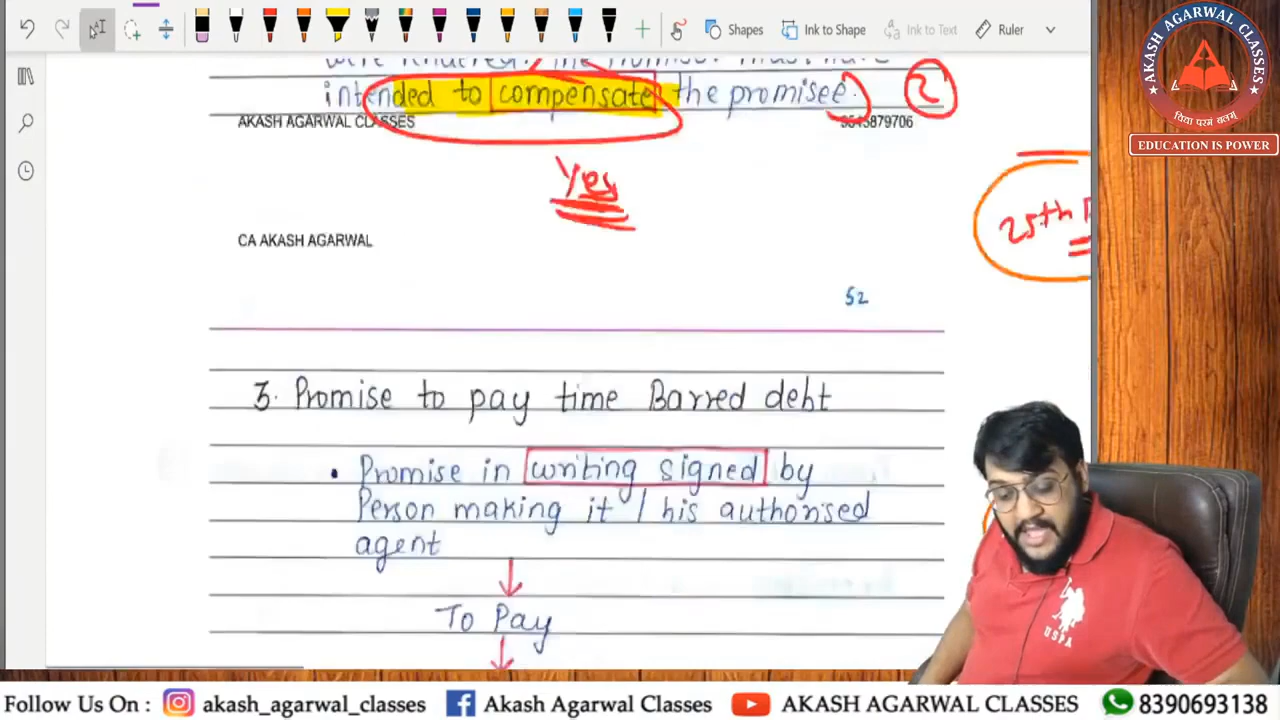 Shapes
Ink to Shape
Ink to Text
Ruler
intended to compensate the promisee.
2
AKASH AGARWAL CLASSES
Yes
25th
CA AKASH AGARWAL
52
3. Promise to pay time Barred debt
• Promise in writing signed by
Person making it / his authorised
agent
To Pay
AKASH AGARWAL CLASSES
विद्या परमं बलम्
EDUCATION IS POWER
USPA
Follow Us On : akash_agarwal_classes Akash Agarwal Classes AKASH AGARWAL CLASSES 8390693138